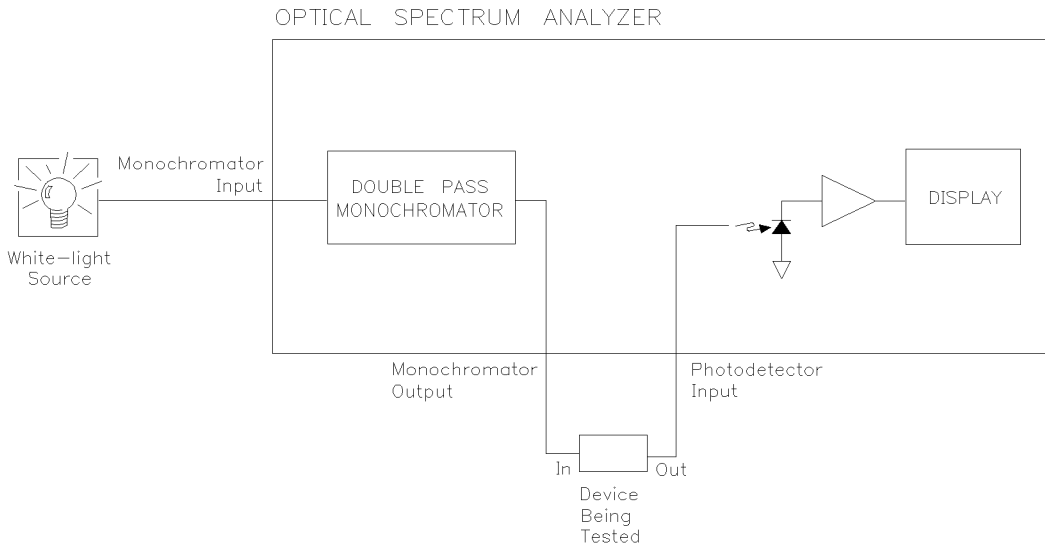 OPTICAL SPECTRUM ANALYZER
Monochromator
Input
DOUBLE PASS
MONOCHROMATOR
DISPLAY
White-light
Source
Monochromator
Output
Photodetector
Input
In
Out
Device
Being
Tested